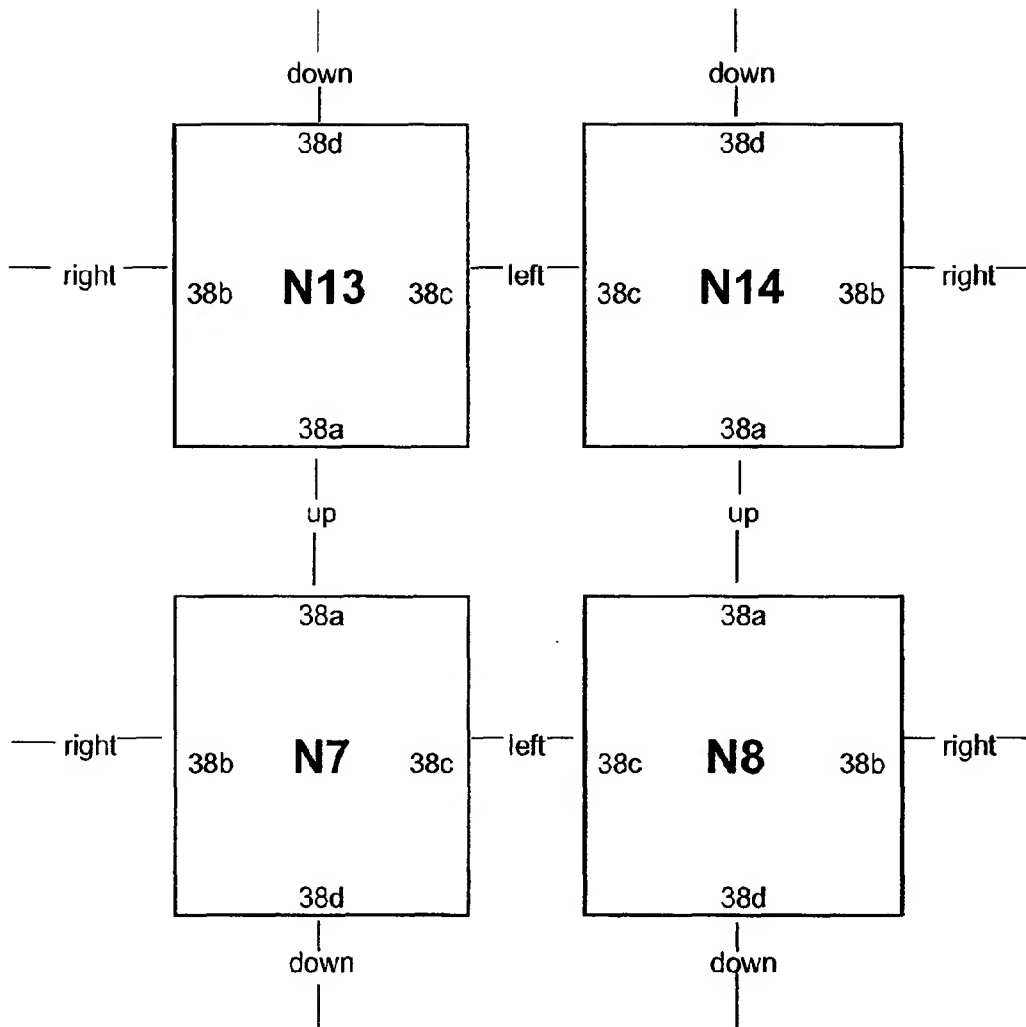 down down
38d 38d
right 38b N13 38c left 38c N14 38b right
38a 38a
up up
38a 38a
right 38b N7 38c left 38c N8 38b right
38d 38d
down down